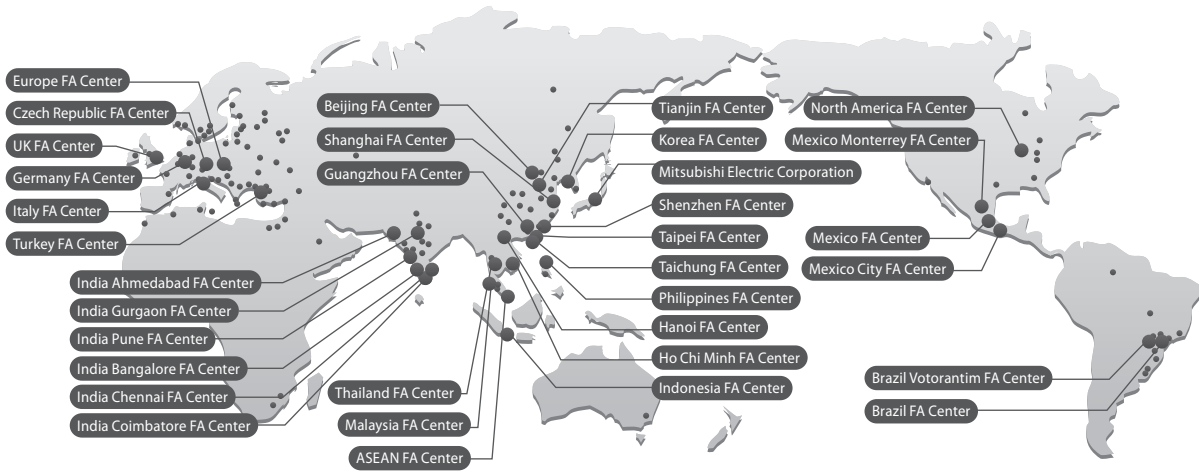 Europe FA Center
Czech Republic FA Center
UK FA Center
Germany FA Center
Italy FA Center
Turkey FA Center
India Ahmedabad FA Center
India Gurgaon FA Center
India Pune FA Center
India Bangalore FA Center
India Chennai FA Center
India Coimbatore FA Center
Beijing FA Center
Shanghai FA Center
Guangzhou FA Center
Thailand FA Center
Malaysia FA Center
ASEAN FA Center
Tianjin FA Center
Korea FA Center
Mitsubishi Electric Corporation
Shenzhen FA Center
Taipei FA Center
Taichung FA Center
Philippines FA Center
Hanoi FA Center
Ho Chi Minh FA Center
Indonesia FA Center
North America FA Center
Mexico Monterrey FA Center
Mexico FA Center
Mexico City FA Center
Brazil Votorantim FA Center
Brazil FA Center